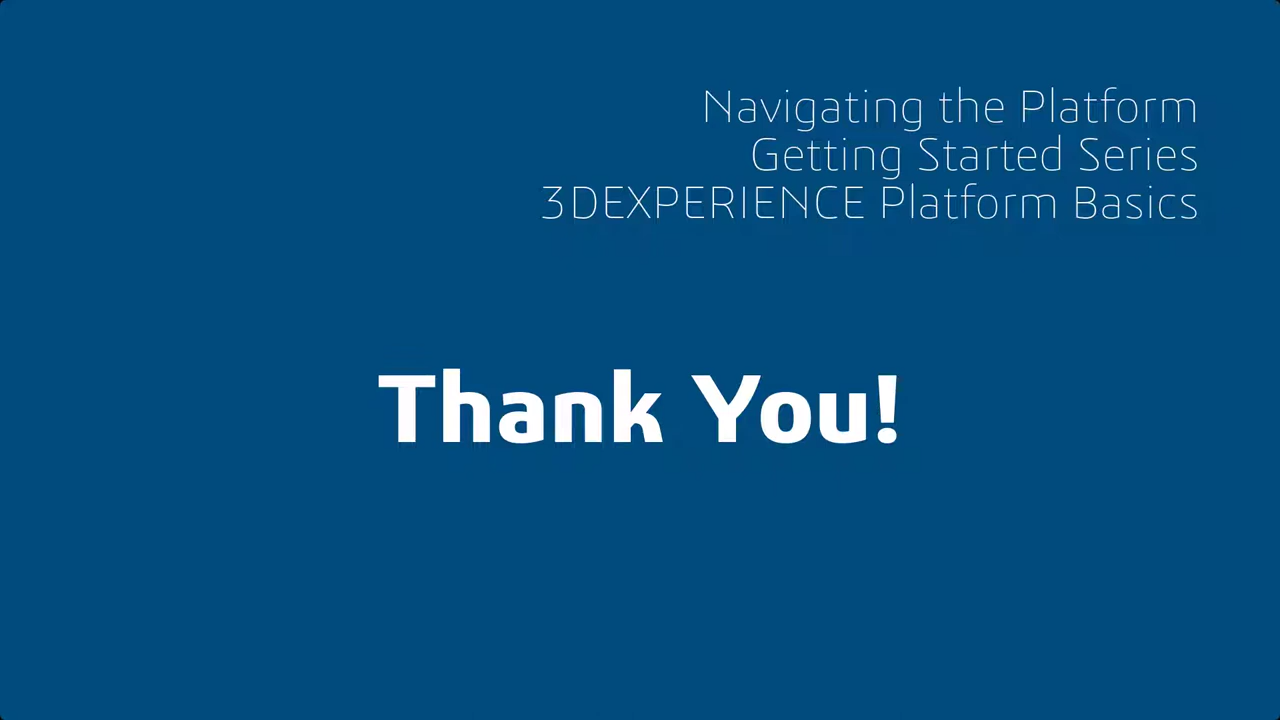 Navigating the Platform
Getting Started Series
3DEXPERIENCE Platform Basics
Thank You!